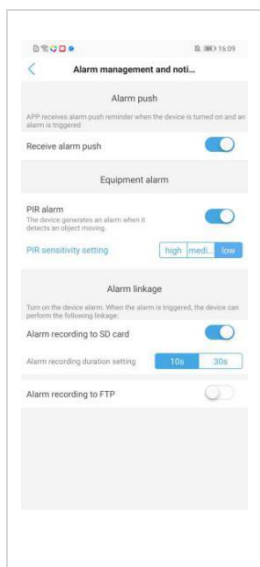 16:09
Alarm management and noti...
Alarm push
APP receives alarm push reminder when the device is turned on and an
alarm is triggered
Receive alarm push
Equipment alarm
PIR alarm
The device generates an alarm when it
detects an object moving.
PIR sensitivity setting high medi... low
Alarm linkage
Turn on the device alarm. When the alarm is triggered, the device can
perform the following linkage:
Alarm recording to SD card
Alarm recording duration setting 10s 30s
Alarm recording to FTP